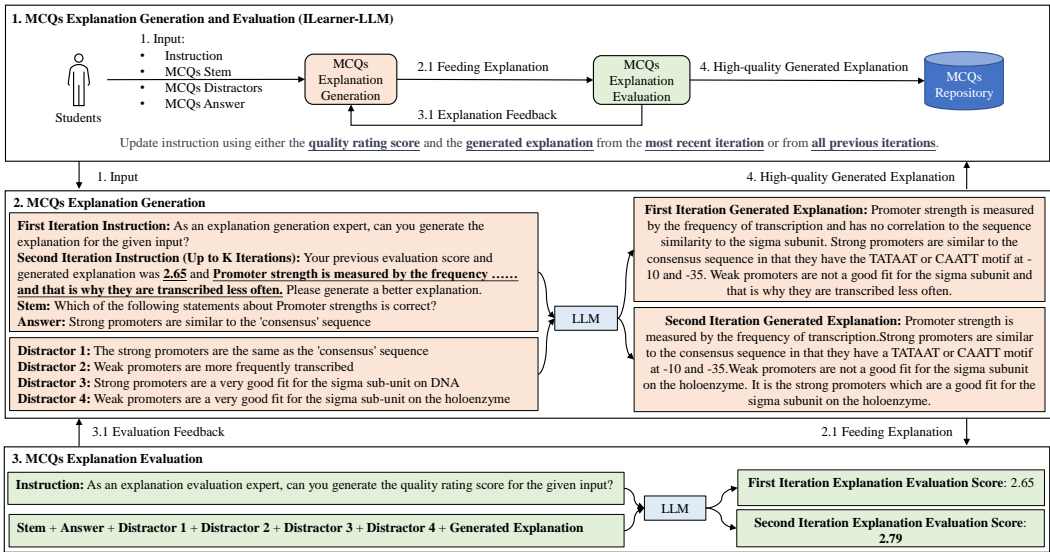 1. MCQs Explanation Generation and Evaluation (ILearner-LLM)
1. Input:
• Instruction
• MCQs Stem
• MCQs Distractors
• MCQs Answer
Students
MCQs
Explanation
Generation
2.1 Feeding Explanation
3.1 Explanation Feedback
MCQs
Explanation
Evaluation
4. High-quality Generated Explanation
MCQs
Repository
Update instruction using either the quality rating score and the generated explanation from the most recent iteration or from all previous iterations.
1. Input
4. High-quality Generated Explanation
2. MCQs Explanation Generation
First Iteration Instruction: As an explanation generation expert, can you generate the
explanation for the given input?
Second Iteration Instruction (Up to K Iterations): Your previous evaluation score and
generated explanation was 2.65 and Promoter strength is measured by the frequency ……
and that is why they are transcribed less often. Please generate a better explanation.
Stem: Which of the following statements about Promoter strengths is correct?
Answer: Strong promoters are similar to the 'consensus' sequence
Distractor 1: The strong promoters are the same as the 'consensus' sequence
Distractor 2: Weak promoters are more frequently transcribed
Distractor 3: Strong promoters are a very good fit for the sigma sub-unit on DNA
Distractor 4: Weak promoters are a very good fit for the sigma sub-unit on the holoenzyme
LLM
First Iteration Generated Explanation: Promoter strength is measured
by the frequency of transcription and has no correlation to the sequence
similarity to the sigma subunit. Strong promoters are similar to the
consensus sequence in that they have the TATAAT or CAATT motif at -
10 and -35. Weak promoters are not a good fit for the sigma subunit and
that is why they are transcribed less often.
Second Iteration Generated Explanation: Promoter strength is
measured by the frequency of transcription.Strong promoters are similar
to the consensus sequence in that they have a TATAAT or CAATT motif
at -10 and -35.Weak promoters are not a good fit for the sigma subunit
on the holoenzyme. It is the strong promoters which are a good fit for the
sigma subunit on the holoenzyme.
3.1 Evaluation Feedback
2.1 Feeding Explanation
3. MCQs Explanation Evaluation
Instruction: As an explanation evaluation expert, can you generate the quality rating score for the given input?
Stem + Answer + Distractor 1 + Distractor 2 + Distractor 3 + Distractor 4 + Generated Explanation
LLM
First Iteration Explanation Evaluation Score: 2.65
Second Iteration Explanation Evaluation Score:
2.79